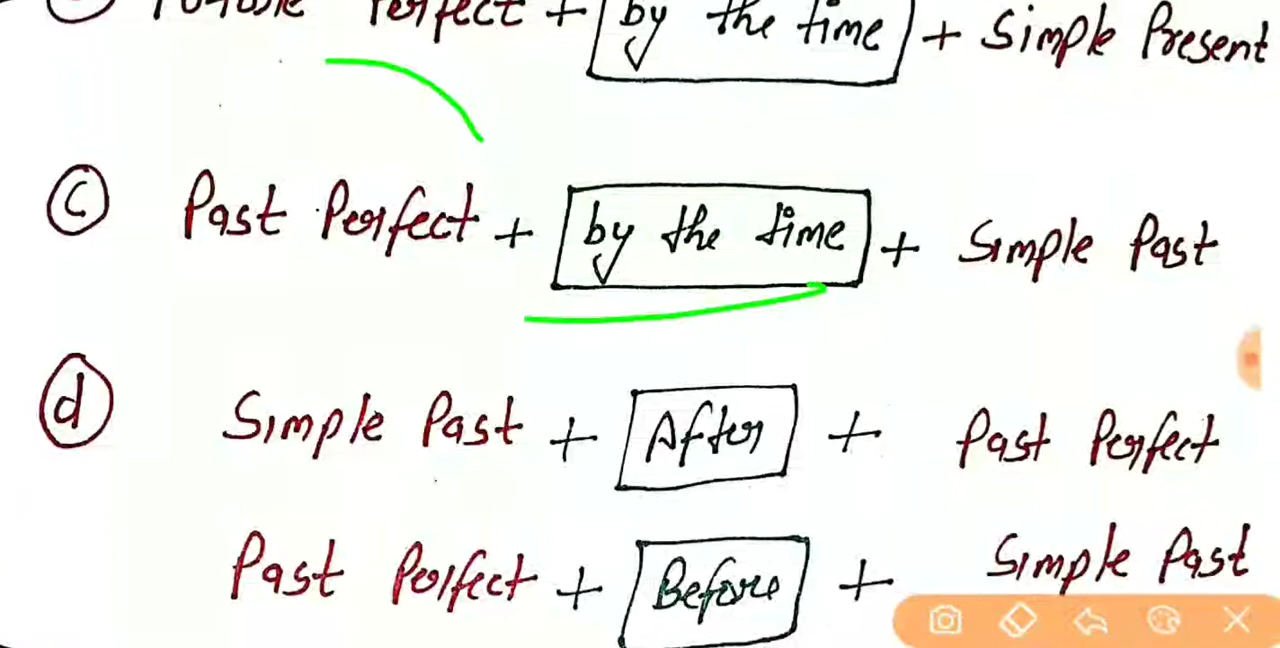 Perfect + by the time + Simple Present
(c) Past Perfect + by the time + Simple Past
(d) Simple Past + After + Past Perfect
Past Perfect + Before + Simple Past